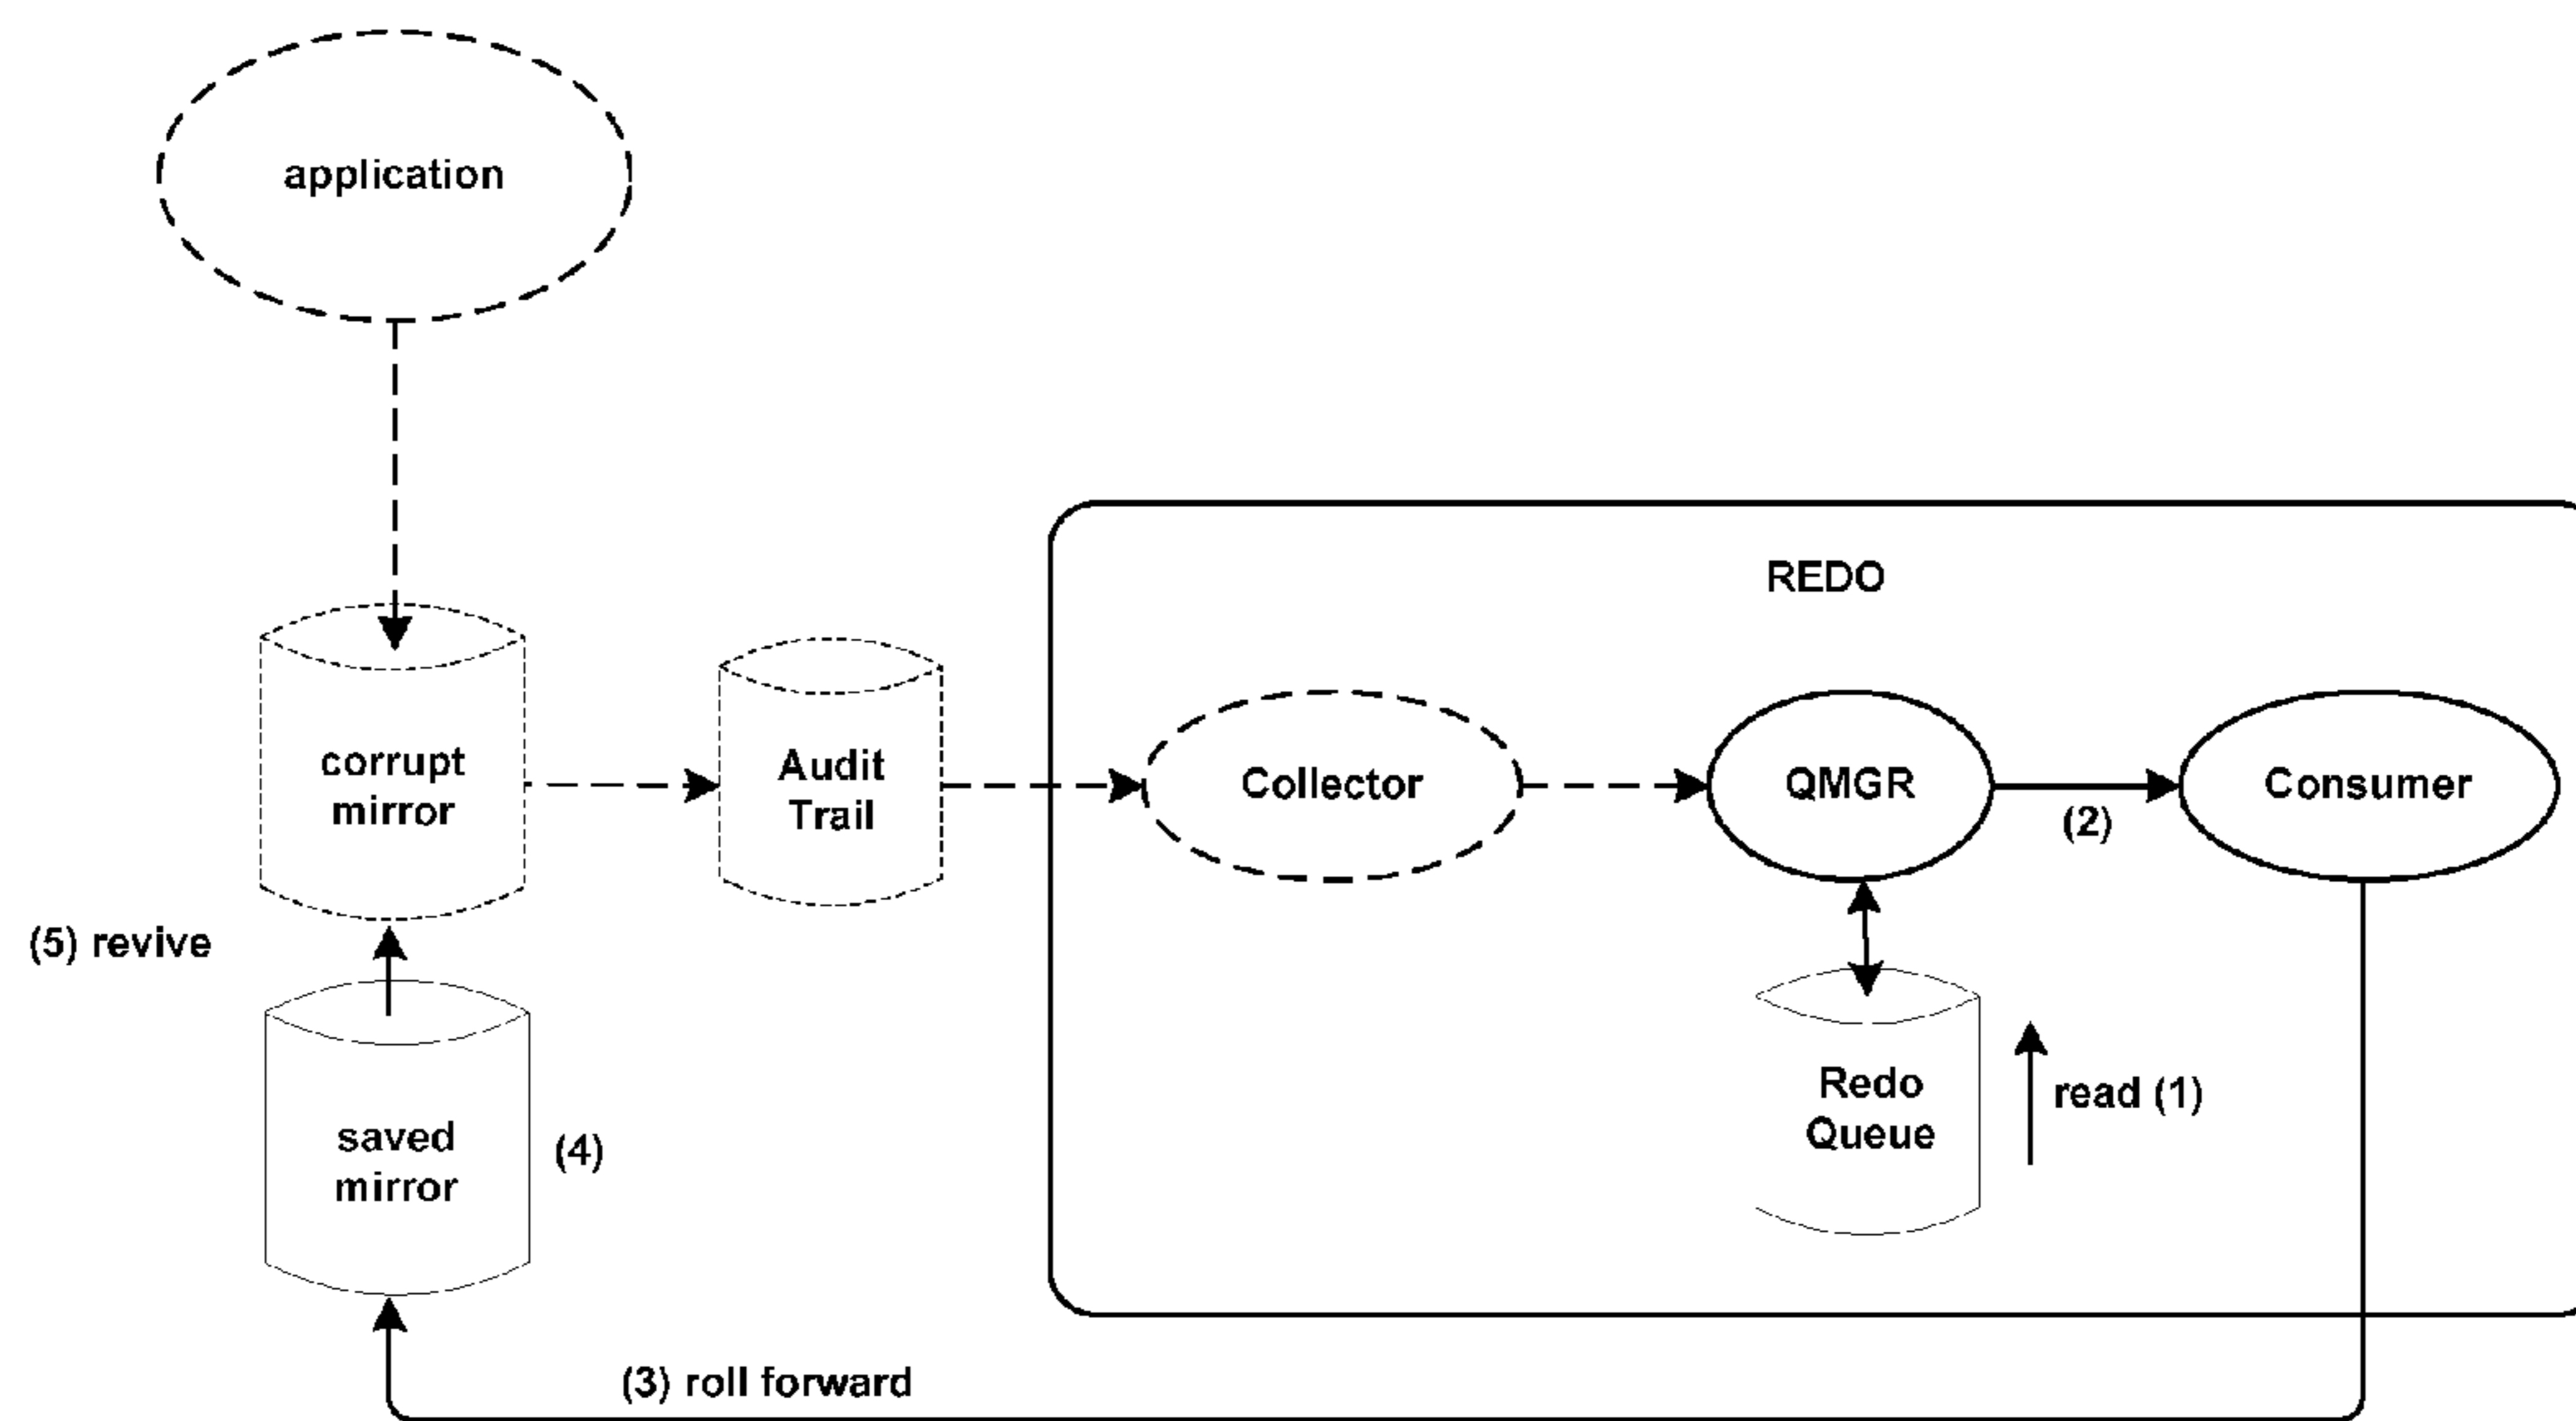 application
REDO
corrupt
mirror
Audit
Trail
Collector
QMGR
(2)
Consumer
(5) revive
saved
mirror
(4)
Redo
Queue
read (1)
(3) roll forward